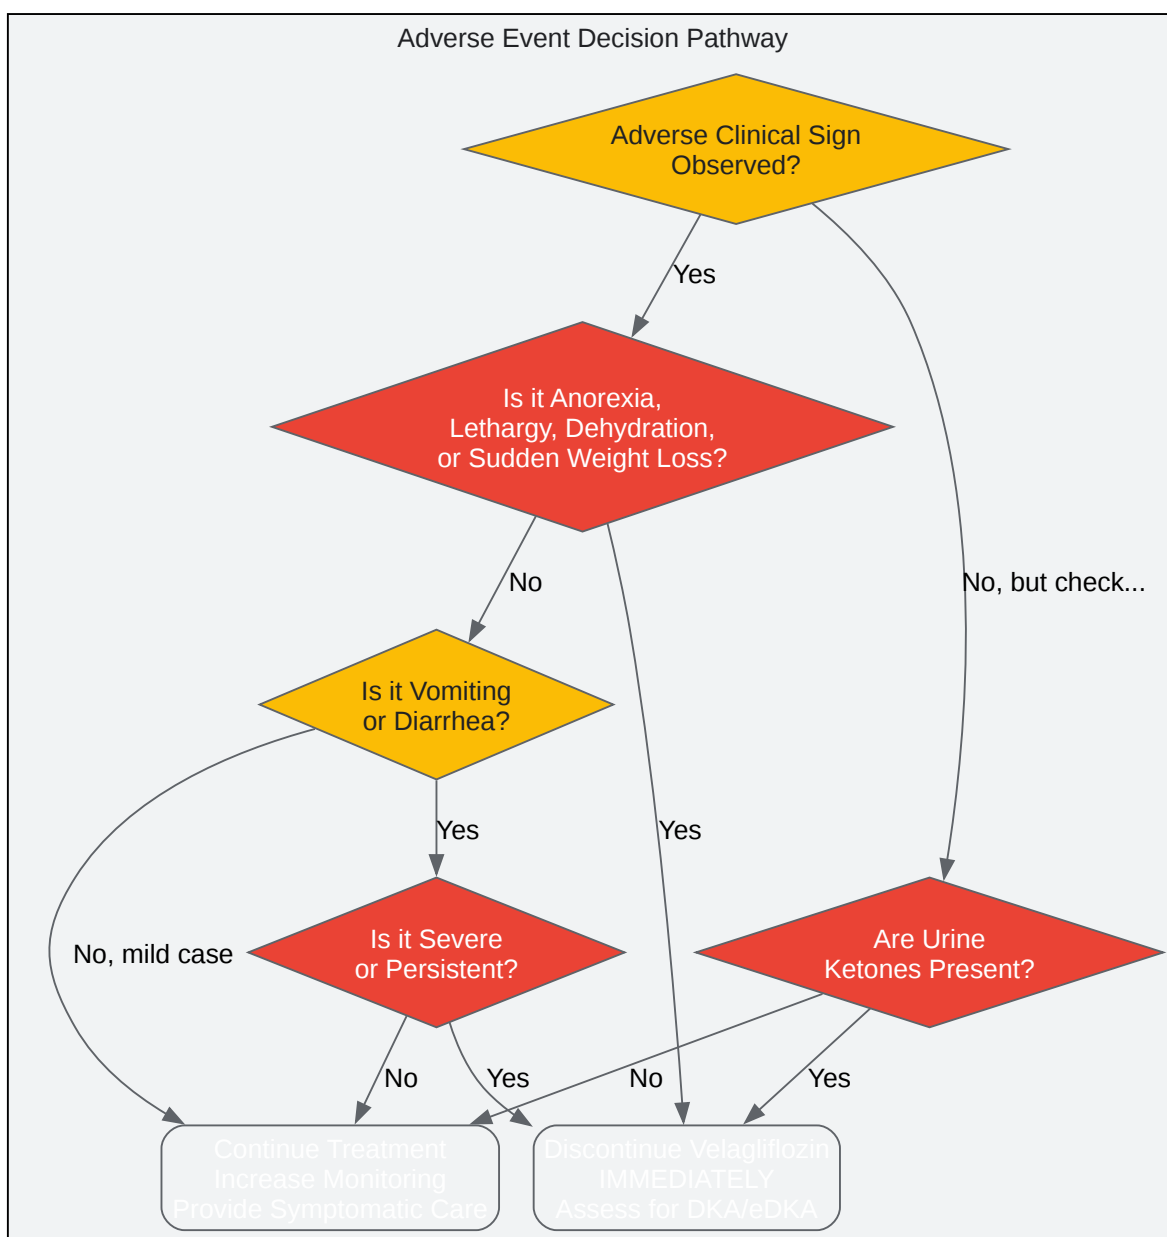 Adverse Event Decision Pathway
Adverse Clinical Sign
Observed?
Yes
Is it Anorexia,
Lethargy, Dehydration,
or Sudden Weight Loss?
No
No, but check...
Is it Vomiting
or Diarrhea?
Yes
Yes
Is it Severe
or Persistent?
Are Urine
Ketones Present?
No, mild case
No
Yes
No
Yes
Continue Treatment
Increase Monitoring
Provide Symptomatic Care
Discontinue Velagliflozin
IMMEDIATELY
Assess for DKA/eDKA